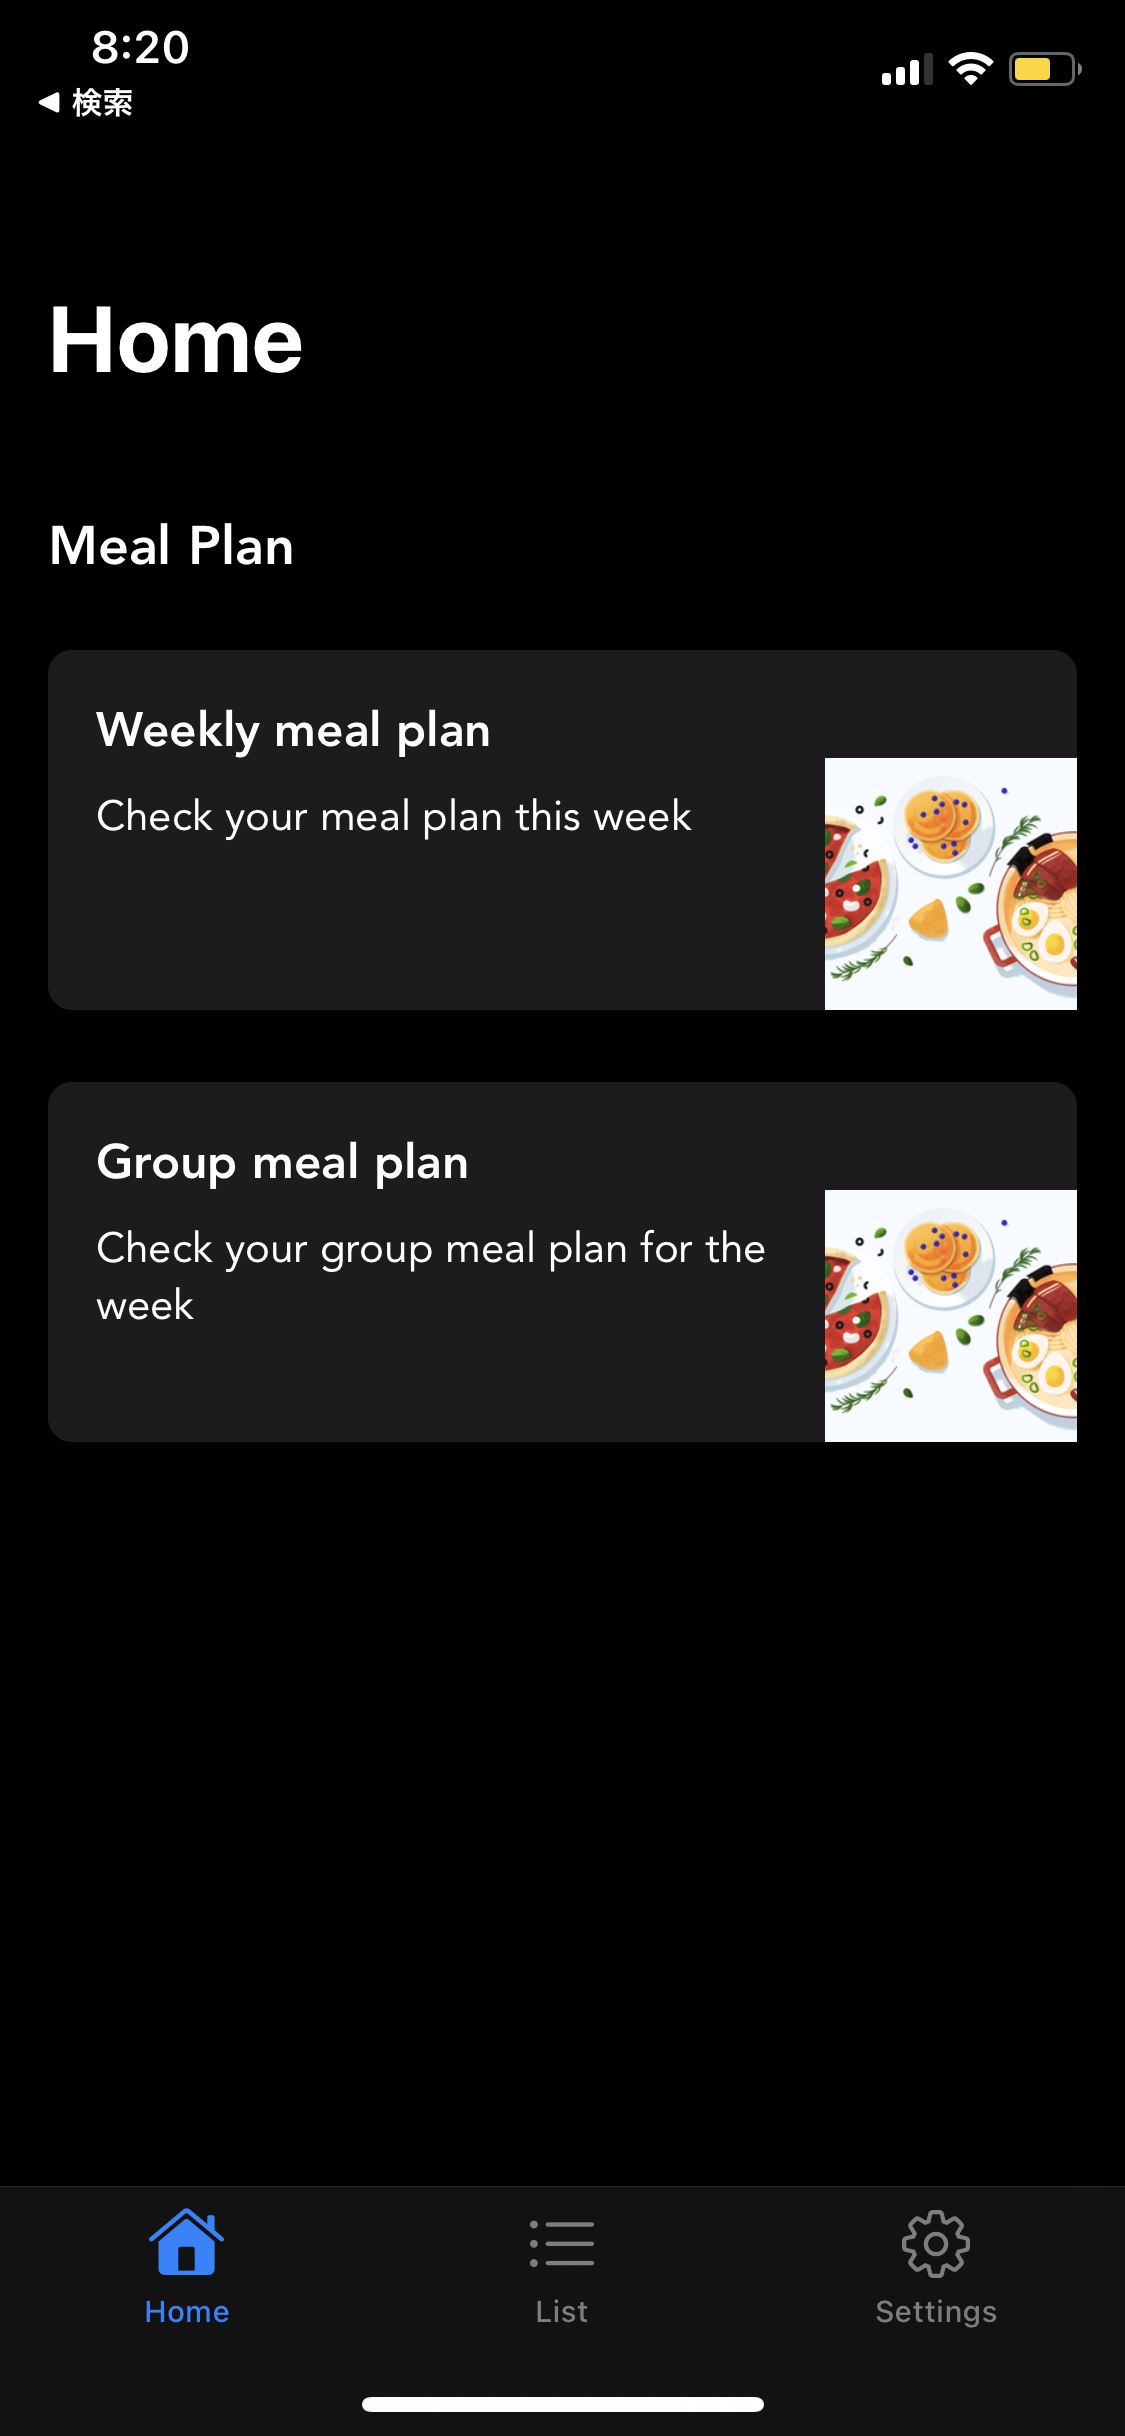 8:20
◀ 検索
Home
Meal Plan
Weekly meal plan
Check your meal plan this week
Group meal plan
Check your group meal plan for the
week
Home
List
Settings